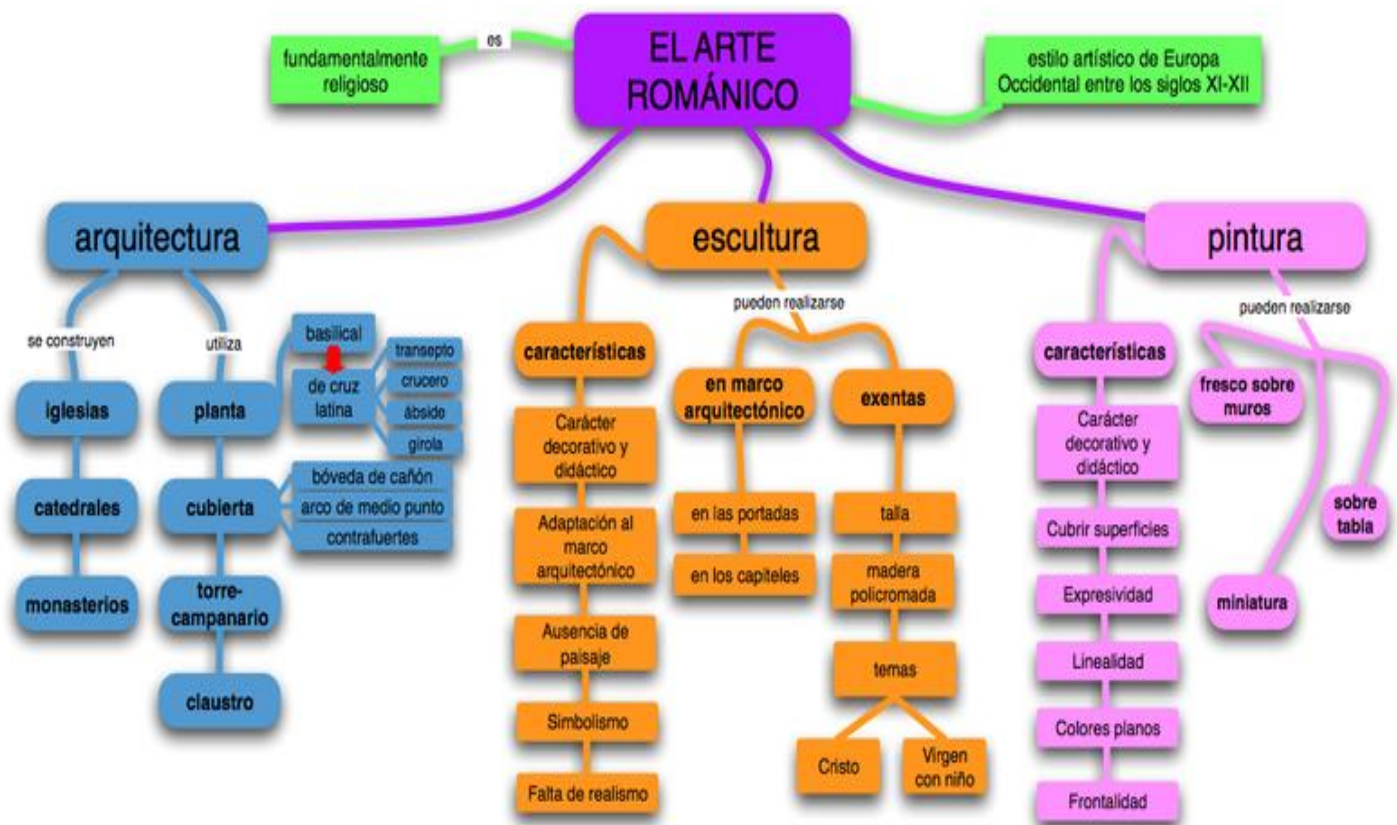 EL ARTE
ROMÁNICO
es
fundamentalmente
religioso
estilo artístico de Europa
Occidental entre los siglos XI-XII
arquitectura
se construyen
iglesias
catedrales
monasterios
utiliza
planta
basilical
de cruz
latina
transepto
crucero
ábside
girola
cubierta
bóveda de cañón
arco de medio punto
contrafuertes
torre-
campanario
claustro
escultura
características
Carácter
decorativo y
didáctico
Adaptación al
marco
arquitectónico
Ausencia de
paisaje
Simbolismo
Falta de realismo
pueden realizarse
en marco
arquitectónico
en las portadas
en los capiteles
exentas
talla
madera
policromada
temas
Cristo
Virgen
con niño
pintura
características
Carácter
decorativo y
didáctico
Cubrir superficies
Expresividad
Linealidad
Colores planos
Frontalidad
pueden realizarse
fresco sobre
muros
miniatura
sobre
tabla